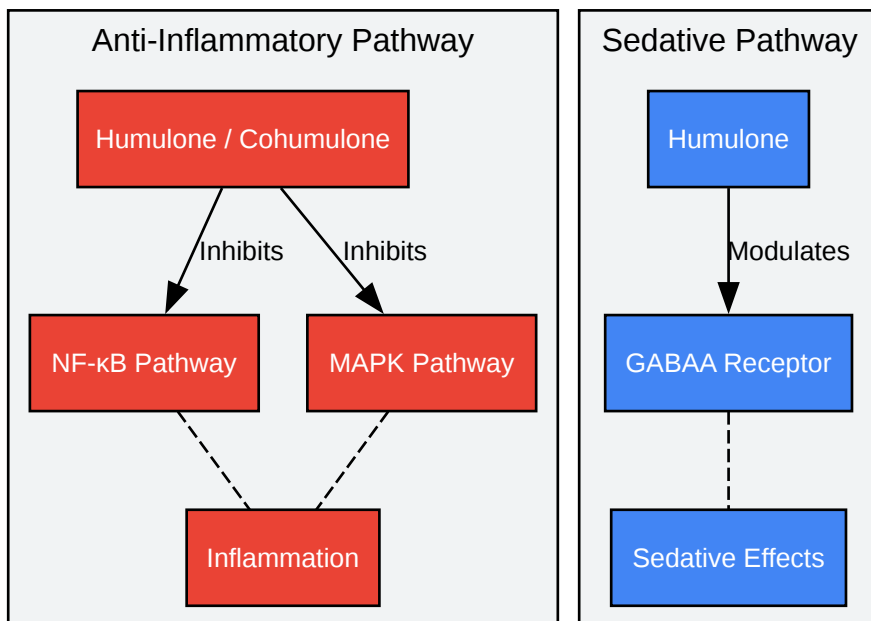 Anti-Inflammatory Pathway
Humulone / Cohumulone
Inhibits
Inhibits
NF-κB Pathway
MAPK Pathway
Inflammation
Sedative Pathway
Humulone
Modulates
GABAA Receptor
Sedative Effects